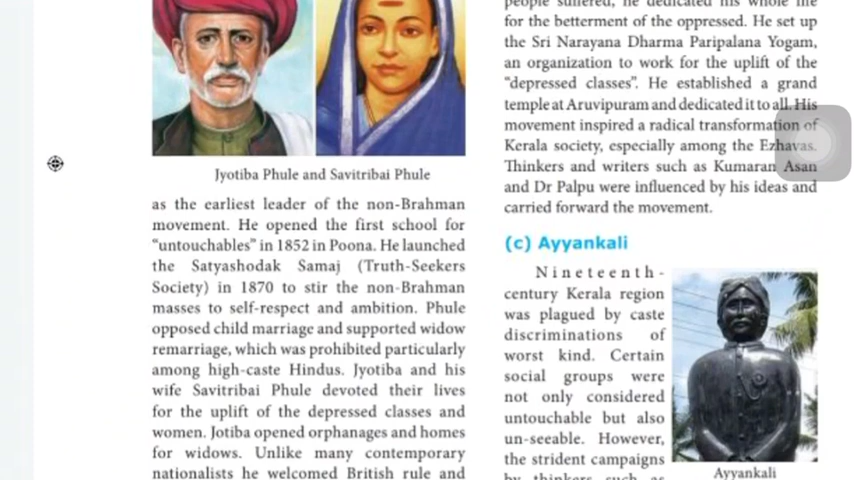 Jyotiba Phule and Savitribai Phule
as the earliest leader of the non-Brahman
movement. He opened the first school for
“untouchables” in 1852 in Poona. He launched
the Satyashodak Samaj (Truth-Seekers
Society) in 1870 to stir the non-Brahman
masses to self-respect and ambition. Phule
opposed child marriage and supported widow
remarriage, which was prohibited particularly
among high-caste Hindus. Jyotiba and his
wife Savitribai Phule devoted their lives
for the uplift of the depressed classes and
women. Jotiba opened orphanages and homes
for widows. Unlike many contemporary
nationalists he welcomed British rule and
people suffered, he dedicated his whole life
for the betterment of the oppressed. He set up
the Sri Narayana Dharma Paripalana Yogam,
an organization to work for the uplift of the
“depressed classes”. He established a grand
temple at Aruvipuram and dedicated it to all. His
movement inspired a radical transformation of
Kerala society, especially among the Ezhavas.
Thinkers and writers such as Kumaran Asan
and Dr Palpu were influenced by his ideas and
carried forward the movement.
(c) Ayyankali
Nineteenth-
century Kerala region
was plagued by caste
discriminations of
worst kind. Certain
social groups were
not only considered
untouchable but also
un-seeable. However,
the strident campaigns
by thinkers such as
Ayyankali